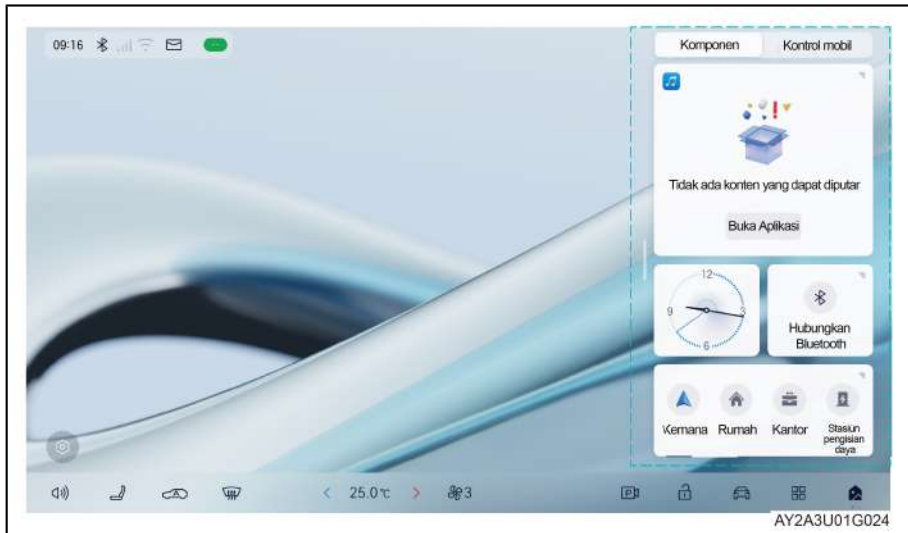 09:16
Komponen Kontrol mobil
Tidak ada konten yang dapat diputar
Buka Aplikasi
12
9 3
6
Hubungkan
Bluetooth
Kemana Rumah Kantor Stasiun
pengisian
daya
A
< 25.0℃ > 3
P
AY2A3U01G024